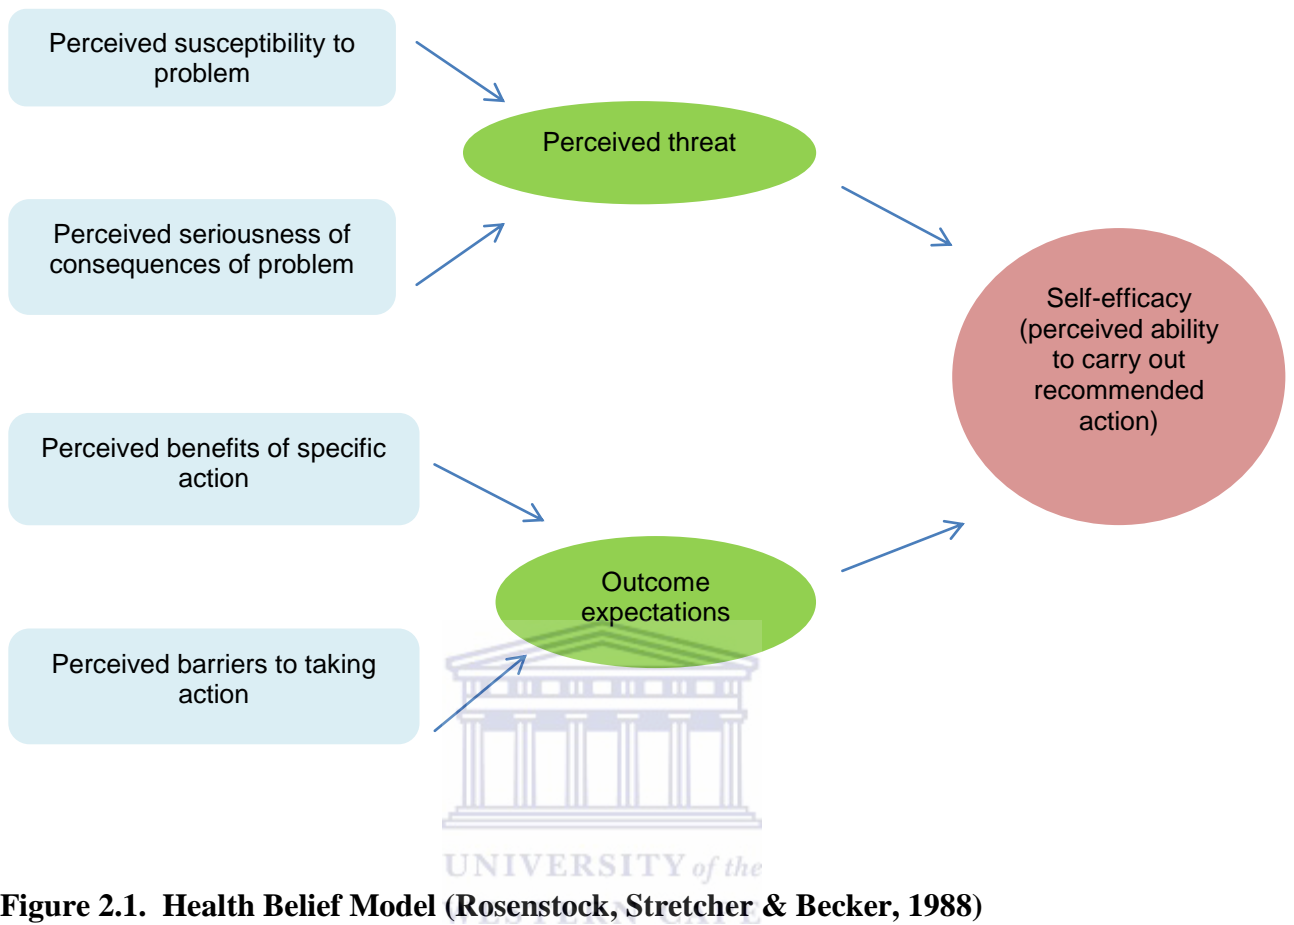 Perceived susceptibility to
problem
Perceived threat
Perceived seriousness of
consequences of problem
Self-efficacy
(perceived ability
to carry out
recommended
action)
Perceived benefits of specific
action
Outcome
expectations
Perceived barriers to taking
action
UNIVERSITY of the
WESTERN CAPE
Figure 2.1. Health Belief Model (Rosenstock, Stretcher & Becker, 1988)